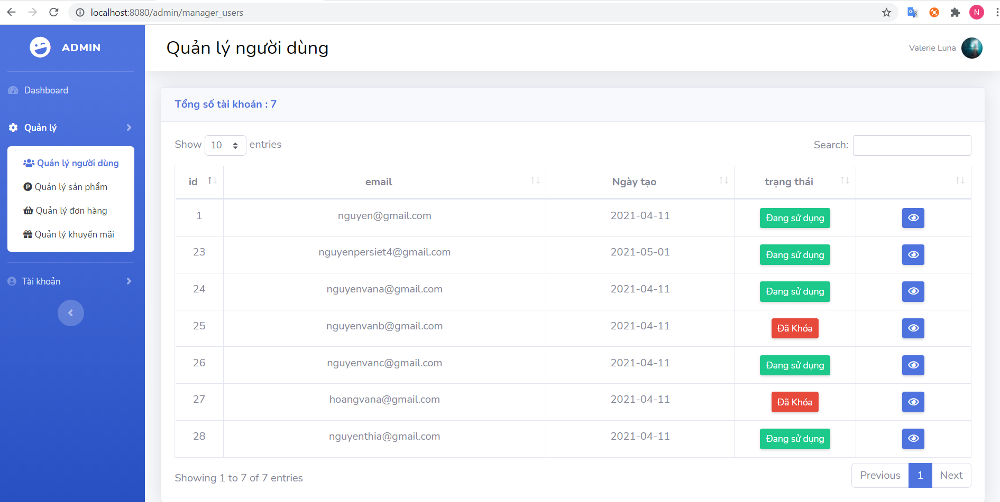 localhost:8080/admin/manager_users
N
ADMIN
Dashboard
Quản lý
Quản lý người dùng
Quản lý sản phẩm
Quản lý đơn hàng
Quản lý khuyến mãi
Tài khoản
Quản lý người dùng
Valerie Luna
Tổng số tài khoản : 7
Show 10 entries
Search:
id email Ngày tạo trạng thái
1 nguyen@gmail.com 2021-04-11 Đang sử dụng
23 nguyenpersiet4@gmail.com 2021-05-01 Đang sử dụng
24 nguyenvana@gmail.com 2021-04-11 Đang sử dụng
25 nguyenvanb@gmail.com 2021-04-11 Đã Khóa
26 nguyenvanc@gmail.com 2021-04-11 Đang sử dụng
27 hoangvana@gmail.com 2021-04-11 Đã Khóa
28 nguyenthia@gmail.com 2021-04-11 Đang sử dụng
Showing 1 to 7 of 7 entries
Previous 1 Next